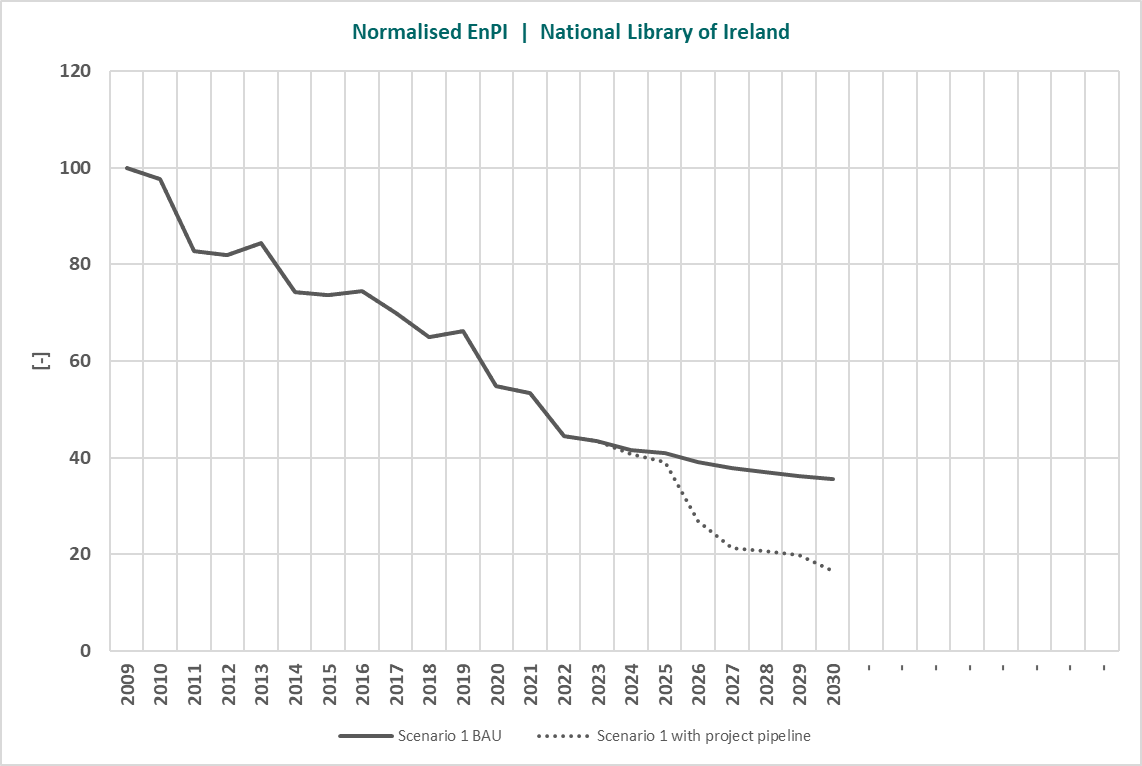 Normalised EnPI | National Library of Ireland
120
100
80
60
40
20
0
[-]
2009 2010 2011 2012 2013 2014 2015 2016 2017 2018 2019 2020 2021 2022 2023 2024 2025 2026 2027 2028 2029 2030 - - - - - - - -
Scenario 1 BAU Scenario 1 with project pipeline